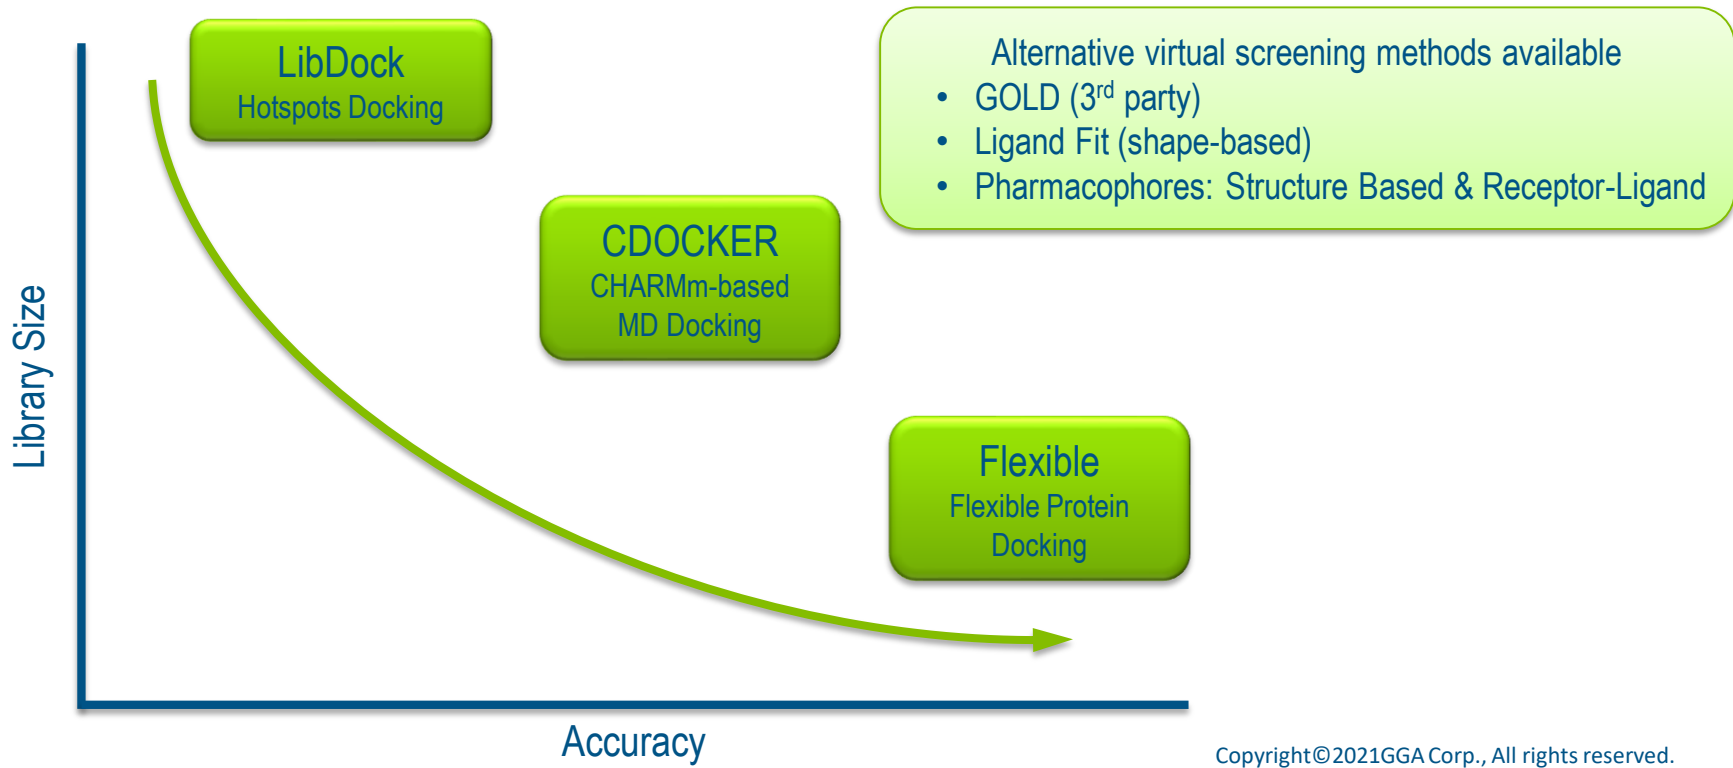 LibDock
Hotspots Docking
Alternative virtual screening methods available
• GOLD (3rd party)
• Ligand Fit (shape-based)
• Pharmacophores: Structure Based & Receptor-Ligand
CDOCKER
CHARMm-based
MD Docking
Library Size
Flexible
Flexible Protein
Docking
Accuracy
Copyright©2021GGA Corp., All rights reserved.